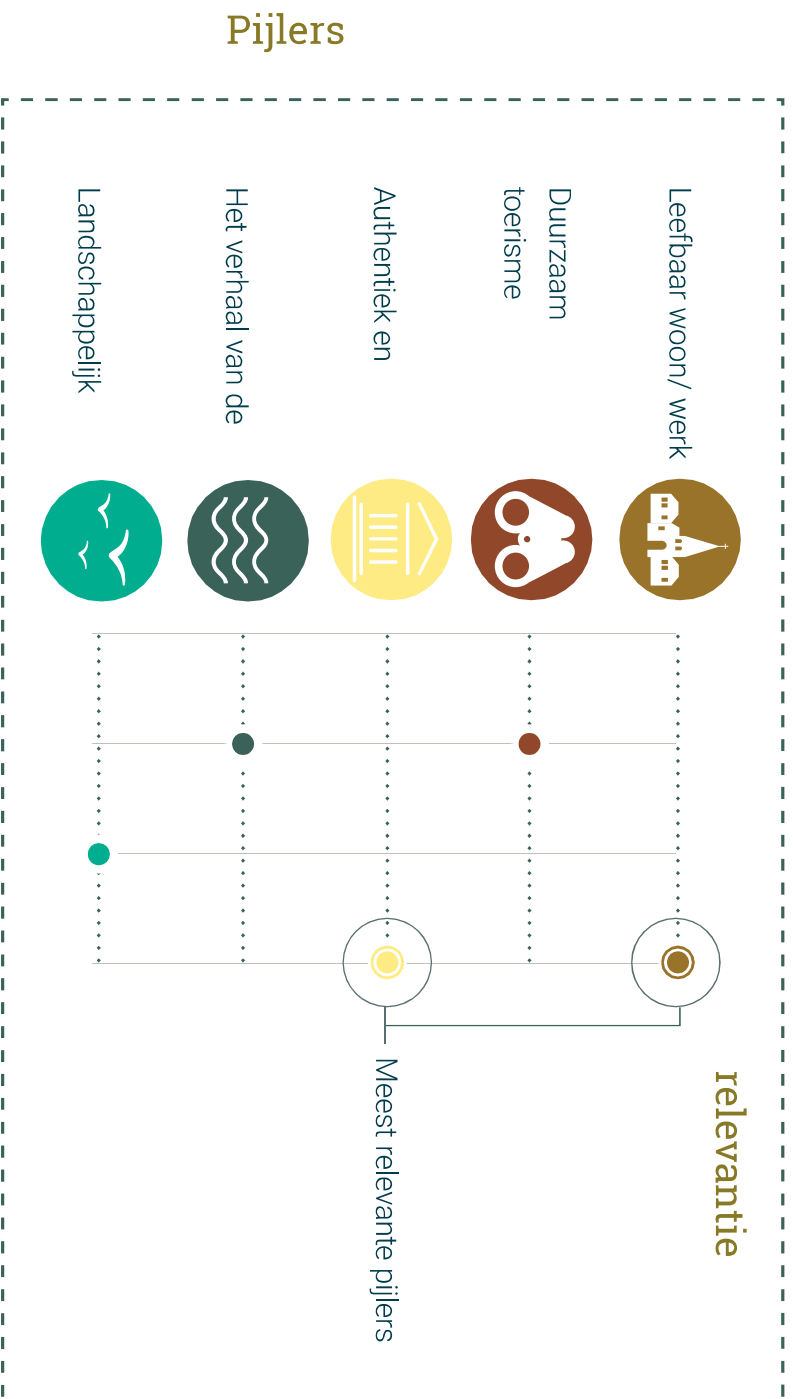 Pijlers
Leefbaar woon/ werk
Duurzaam
toerisme
Authentiek en
Het verhaal van de
Landschappelijk
relevantie
Meest relevante pijlers